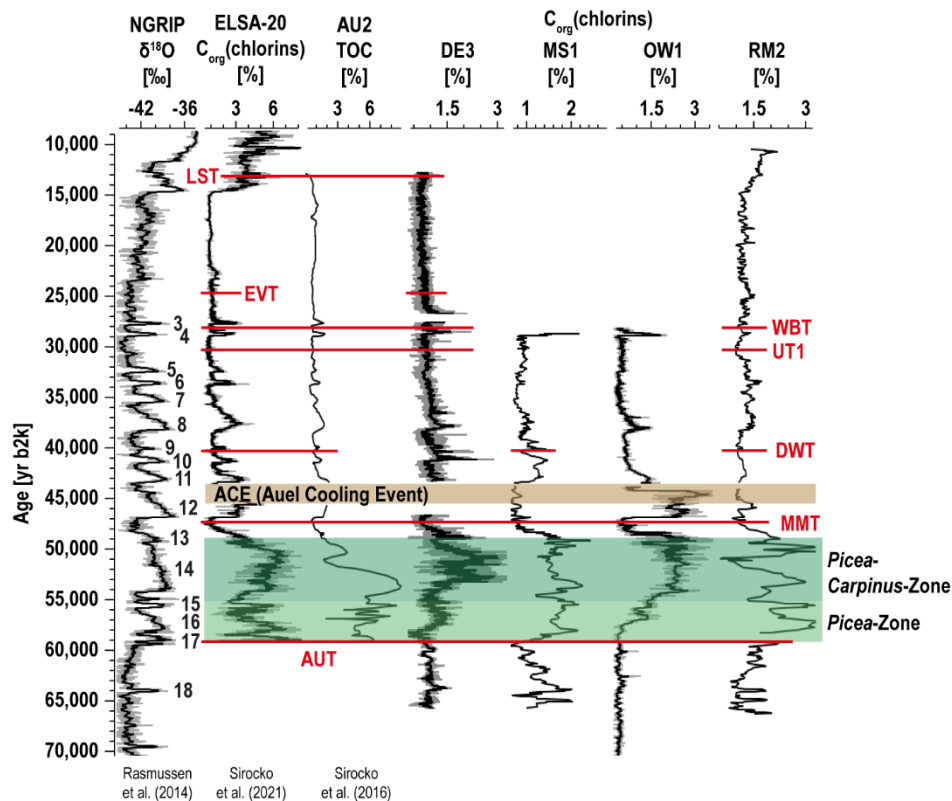 NGRIP
δ¹⁸O
[‰]
ELSA-20
Corg(chlorins)
[%]
AU2
TOC
[%]
Corg(chlorins)
DE3
[%]
MS1
[%]
OW1
[%]
RM2
[%]
-42 -36
3 6
3 6
1.5 3
1 2
1.5
1.5 3
Age [yr b2k]
10,000
15,000
20,000
25,000
30,000
35,000
40,000
45,000
50,000
55,000
60,000
65,000
70,000
3
4
5
6
7
8
9
10
11
12
13
14
15
16
17
18
LST
EVT
WBT
UT1
DWT
ACE (Auel Cooling Event)
MMT
Picea-
Carpinus-Zone
Picea-Zone
AUT
Rasmussen
et al. (2014)
Sirocko
et al. (2021)
Sirocko
et al. (2016)